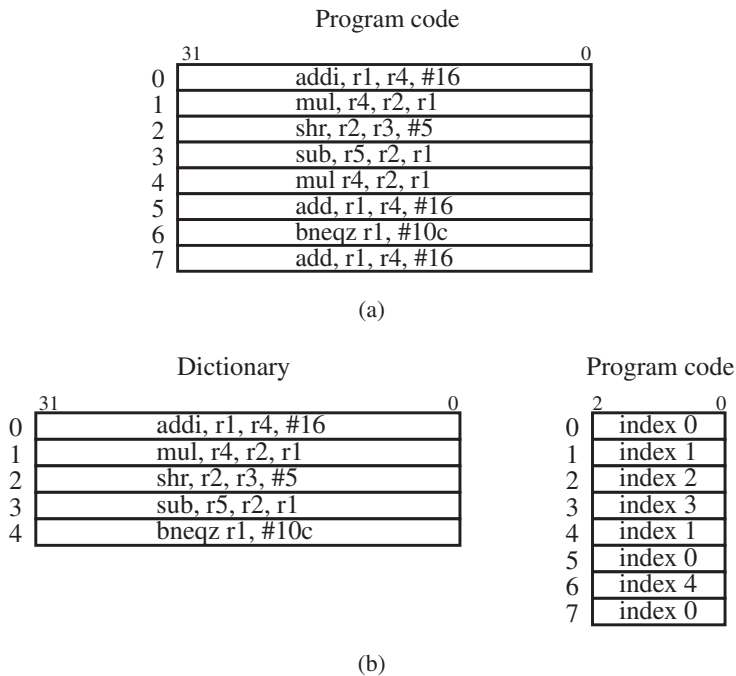 Program code
31 0
0 addi, r1, r4, #16
1 mul, r4, r2, r1
2 shr, r2, r3, #5
3 sub, r5, r2, r1
4 mul r4, r2, r1
5 add, r1, r4, #16
6 bneqz r1, #10c
7 add, r1, r4, #16
(a)
Dictionary
31 0
0 addi, r1, r4, #16
1 mul, r4, r2, r1
2 shr, r2, r3, #5
3 sub, r5, r2, r1
4 bneqz r1, #10c
Program code
2 0
0 index 0
1 index 1
2 index 2
3 index 3
4 index 1
5 index 0
6 index 4
7 index 0
(b)